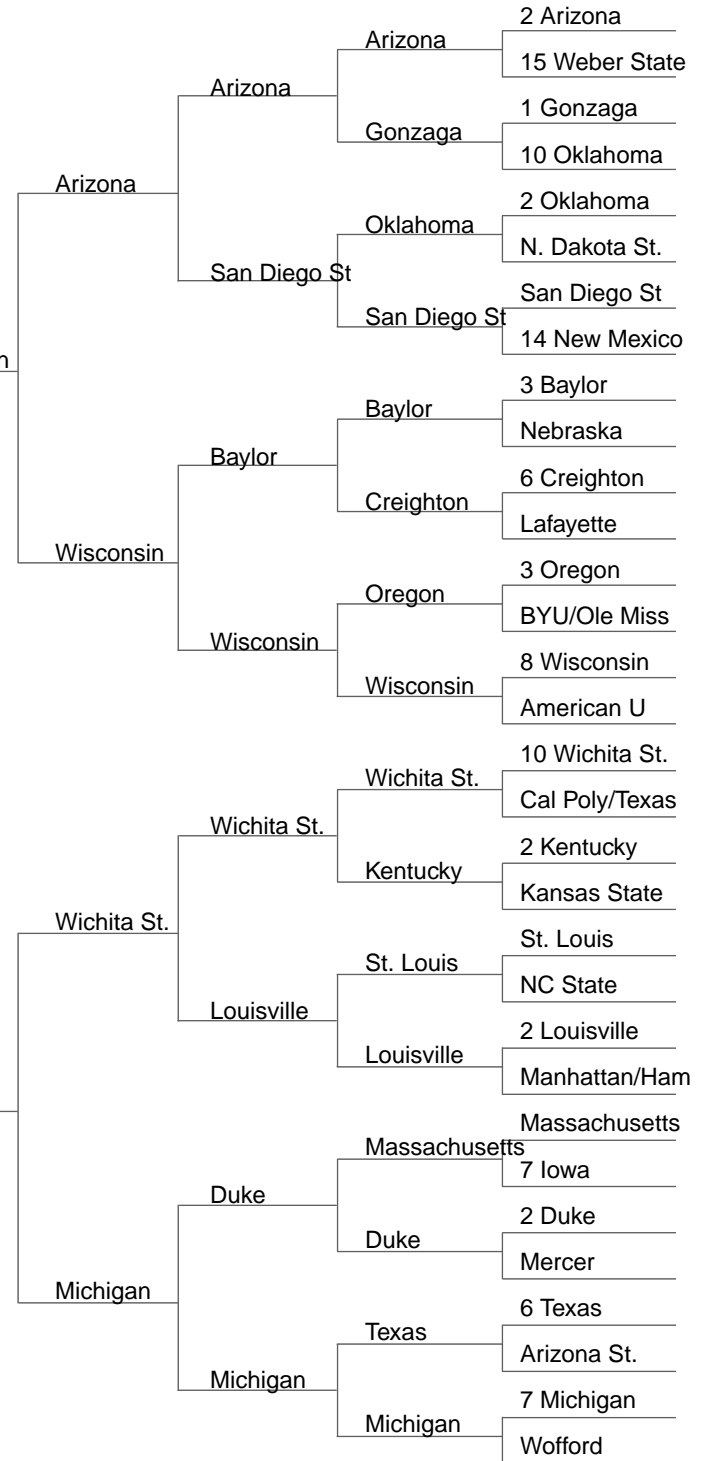 2 Arizona
Arizona
15 Weber State
Arizona
1 Gonzaga
Gonzaga
10 Oklahoma
Arizona
2 Oklahoma
Oklahoma
N. Dakota St.
San Diego St
San Diego St
San Diego St
14 New Mexico
n
3 Baylor
Baylor
Nebraska
Baylor
6 Creighton
Creighton
Lafayette
Wisconsin
3 Oregon
Oregon
BYU/Ole Miss
Wisconsin
8 Wisconsin
Wisconsin
American U
10 Wichita St.
Wichita St.
Cal Poly/Texas
Wichita St.
2 Kentucky
Kentucky
Kansas State
Wichita St.
St. Louis
St. Louis
NC State
Louisville
2 Louisville
Louisville
Manhattan/Ham
Massachusetts
Massachusetts
7 Iowa
Duke
2 Duke
Duke
Mercer
Michigan
6 Texas
Texas
Arizona St.
Michigan
7 Michigan
Michigan
Wofford